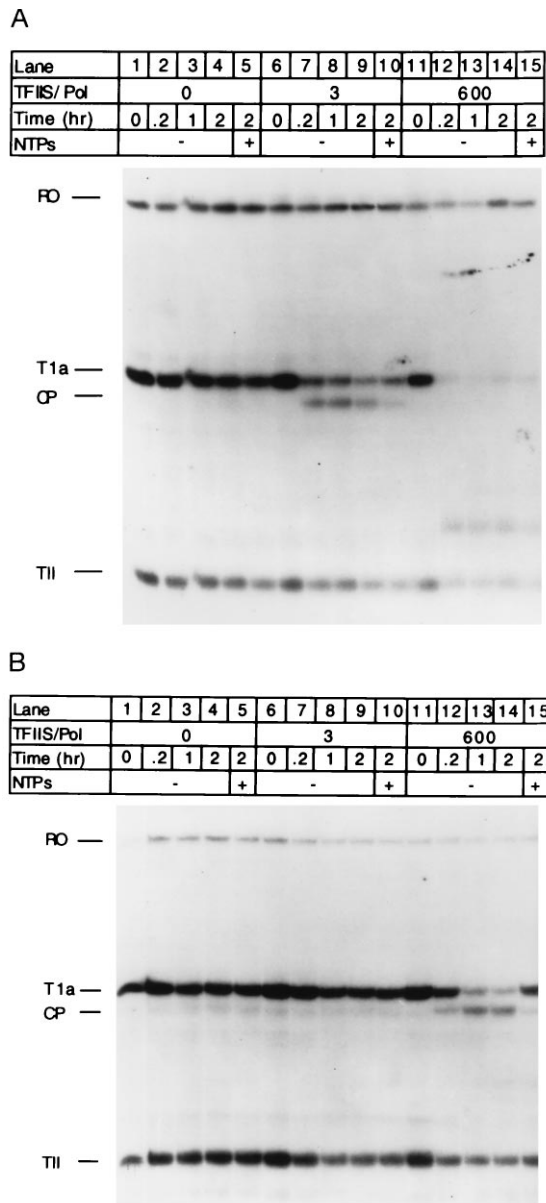 A
Lane 1 2 3 4 5 6 7 8 9 10 11 12 13 14 15
TFIIS/ Pol 0 3 600
Time (hr) 0 .2 1 2 2 0 .2 1 2 2 0 .2 1 2 2
NTPs - + - + - +
RO
T1a
CP
TII
B
Lane 1 2 3 4 5 6 7 8 9 10 11 12 13 14 15
TFIIS/Pol 0 3 600
Time (hr) 0 .2 1 2 2 0 .2 1 2 2 0 .2 1 2 2
NTPs - + - + - +
RO
T1a
CP
TII